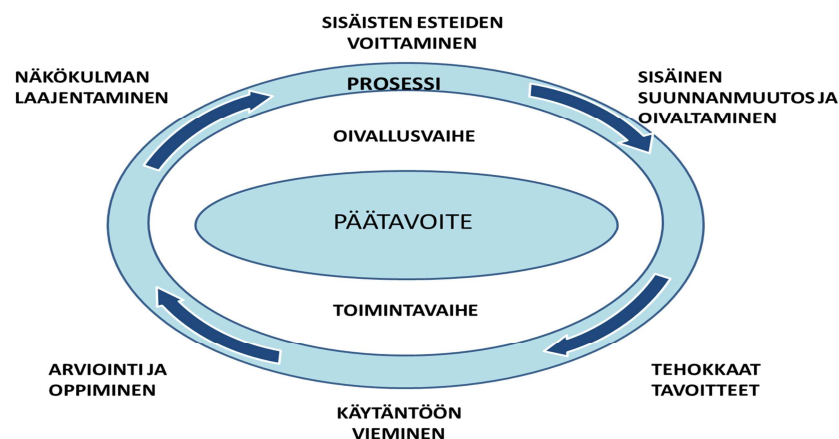 SISÄISTEN ESTEIDEN
VOITTAMINEN
NÄKÖKULMAN
LAAJENTAMINEN
PROSESSI
SISÄINEN
SUUNNANMUUTOS JA
OIVALTAMINEN
OIVALLUSVAIHE
PÄÄTAVOITE
TOIMINTAVAIHE
ARVIOINTI JA
OPPIMINEN
TEHOKKAAT
TAVOITTEET
KÄYTÄNTÖÖN
VIEMINEN